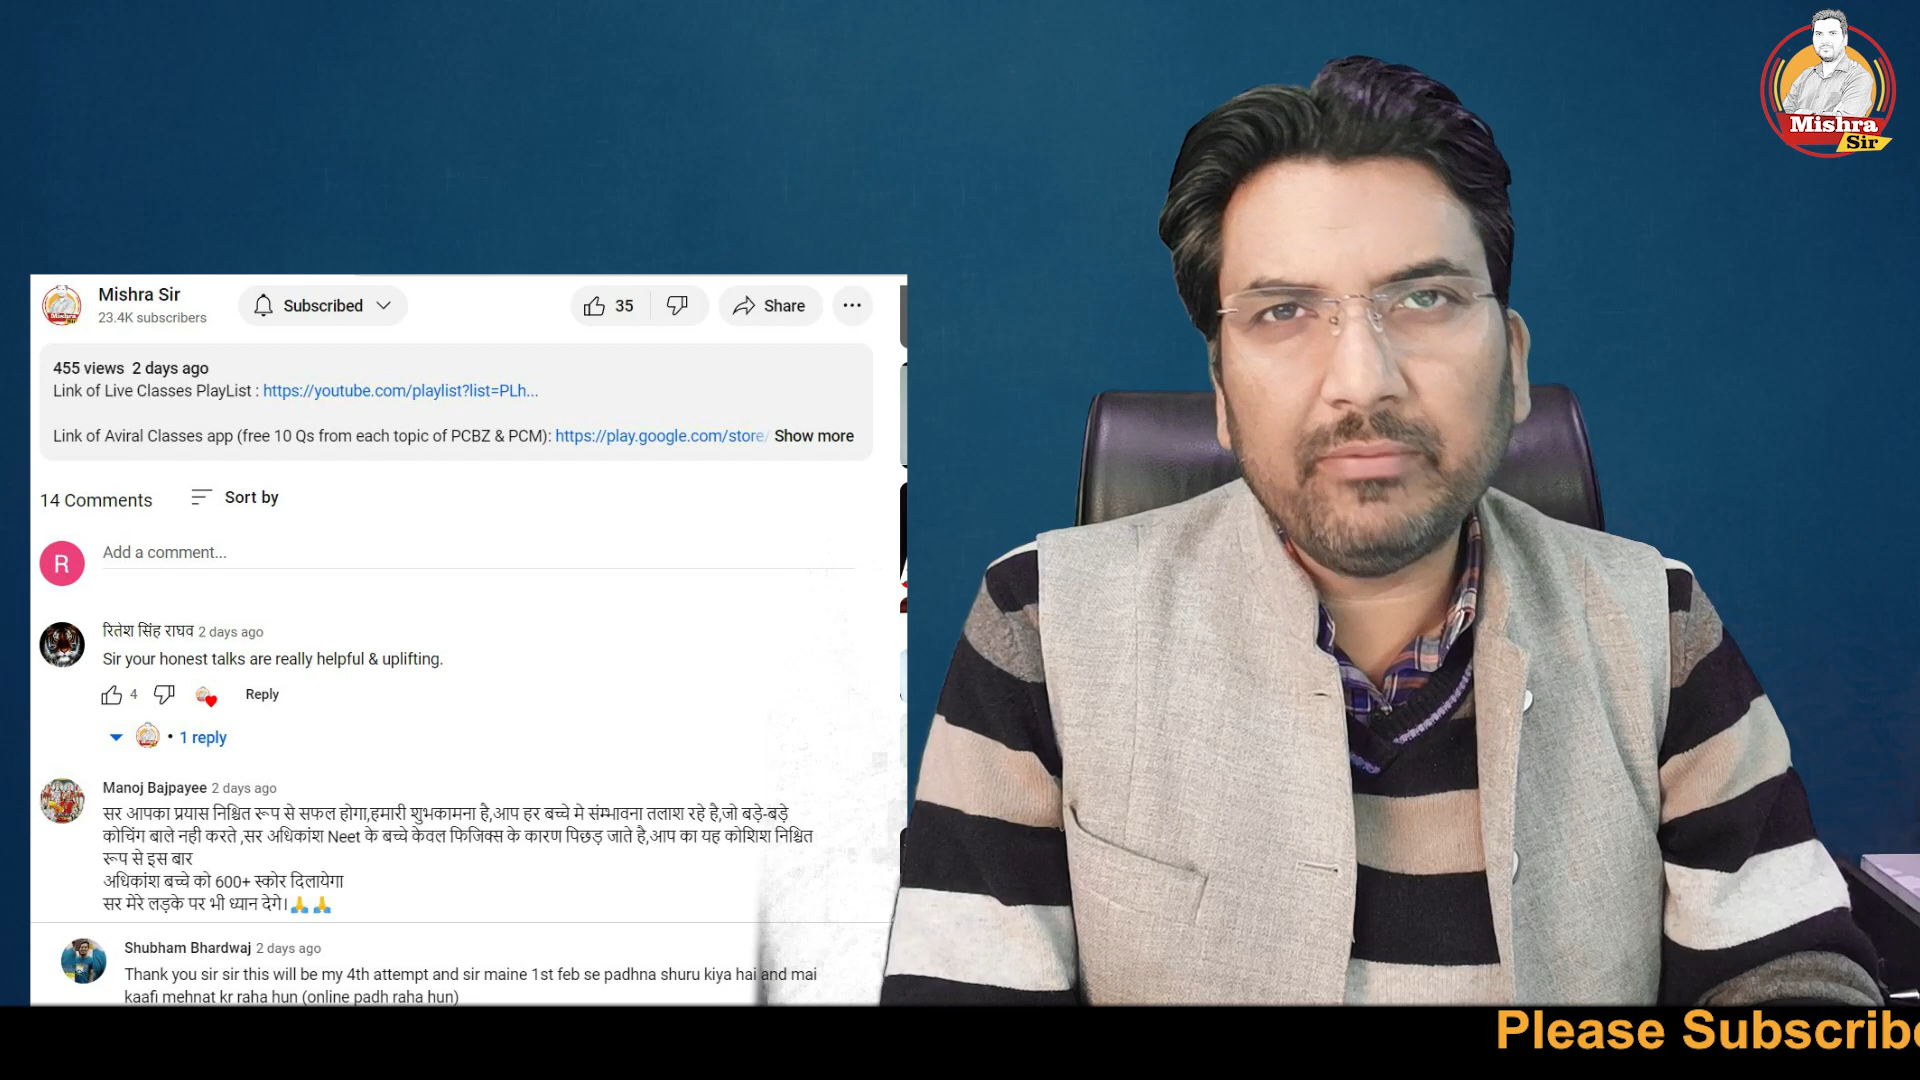 Mishra
Sir
Mishra Sir
23.4K subscribers
Subscribed
35
Share
455 views 2 days ago
Link of Live Classes PlayList : https://youtube.com/playlist?list=PLh...
Link of Aviral Classes app (free 10 Qs from each topic of PCBZ & PCM): https://play.google.com/store/ Show more
14 Comments
Sort by
R
Add a comment...
रितेश सिंह राघव 2 days ago
Sir your honest talks are really helpful & uplifting.
4
Reply
• 1 reply
Manoj Bajpayee 2 days ago
सर आपका प्रयास निश्चित रूप से सफल होगा,हमारी शुभकामना है,आप हर बच्चे मे संम्भावना तलाश रहे है,जो बड़े-बड़े
कोचिंग बाले नही करते ,सर अधिकांश Neet के बच्चे केवल फिजिक्स के कारण पिछड़ जाते है,आप का यह कोशिश निश्चित
रूप से इस बार
अधिकांश बच्चे को 600+ स्कोर दिलायेगा
सर मेरे लड़के पर भी ध्यान देगे।🙏🙏
Shubham Bhardwaj 2 days ago
Thank you sir sir this will be my 4th attempt and sir maine 1st feb se padhna shuru kiya hai and mai
kaafi mehnat kr raha hun (online padh raha hun)
Please Subscribe